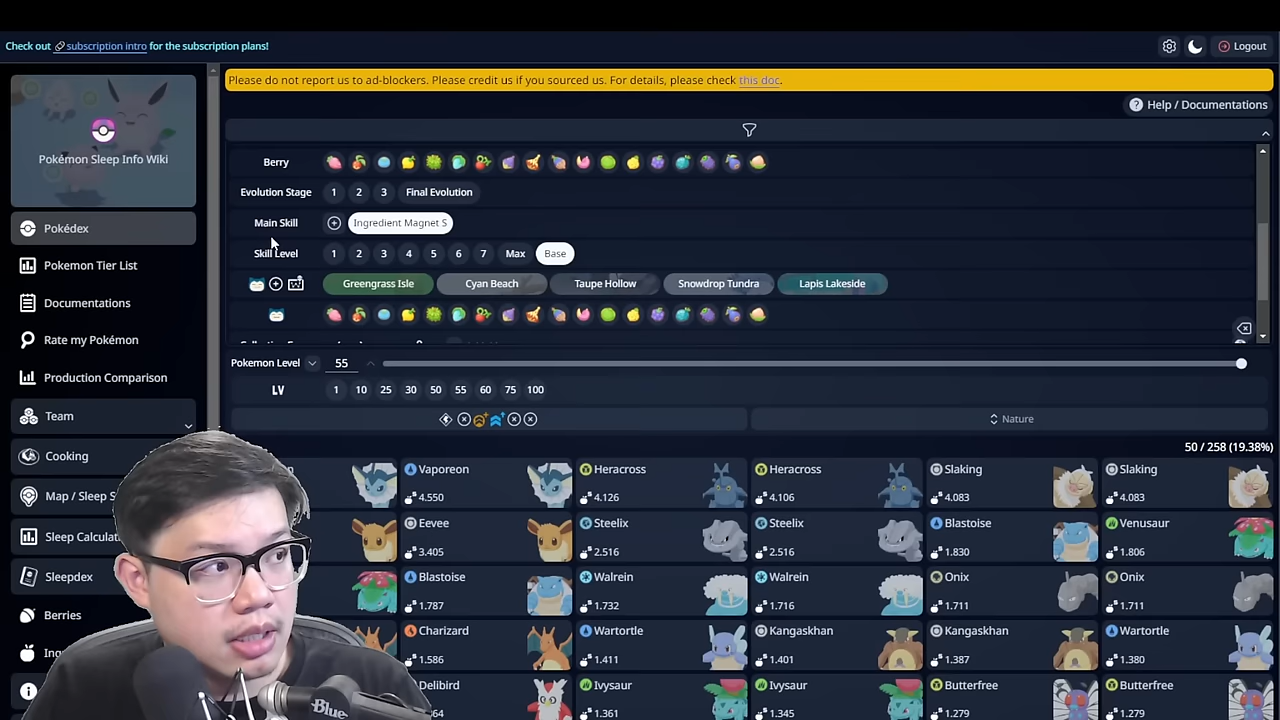 Check out subscription intro for the subscription plans!
Logout
Please do not report us to ad-blockers. Please credit us if you sourced us. For details, please check this doc.
Help / Documentations
Pokémon Sleep Info Wiki
Pokédex
Pokemon Tier List
Documentations
Rate my Pokémon
Production Comparison
Team
Cooking
Map / Sleep S
Sleep Calculat
Sleepdex
Berries
Berry
Evolution Stage 1 2 3 Final Evolution
Main Skill Ingredient Magnet S
Skill Level 1 2 3 4 5 6 7 Max Base
Greengrass Isle Cyan Beach Taupe Hollow Snowdrop Tundra Lapis Lakeside
Pokemon Level 55
LV 1 10 25 30 50 55 60 75 100
Nature
50 / 258 (19.38%)
Vaporeon Heracross Heracross Slaking Slaking
4.550 4.126 4.106 4.083 4.083
Eevee Steelix Steelix Blastoise Venusaur
3.405 2.516 2.516 1.830 1.806
Blastoise Walrein Walrein Onix Onix
1.787 1.732 1.716 1.711 1.711
Charizard Wartortle Kangaskhan Kangaskhan Wartortle
1.586 1.411 1.401 1.387 1.380
Delibird Ivysaur Ivysaur Butterfree Butterfree
1.361 1.345 1.279 1.279
Blue